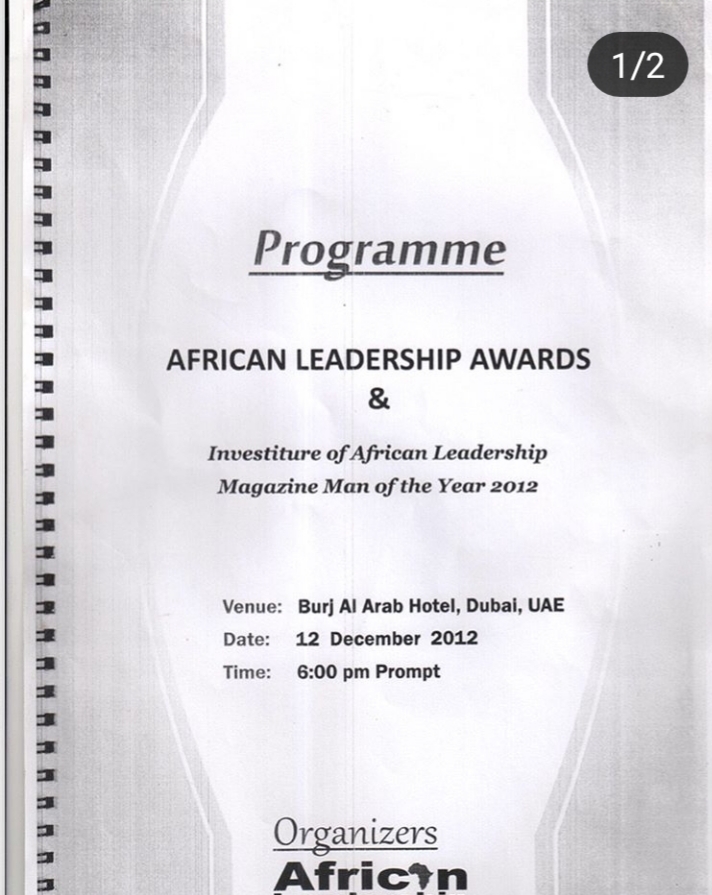 1/2
Programme
AFRICAN LEADERSHIP AWARDS
&
Investiture of African Leadership
Magazine Man of the Year 2012
Venue: Burj Al Arab Hotel, Dubai, UAE
Date: 12 December 2012
Time: 6:00 pm Prompt
Organizers
African